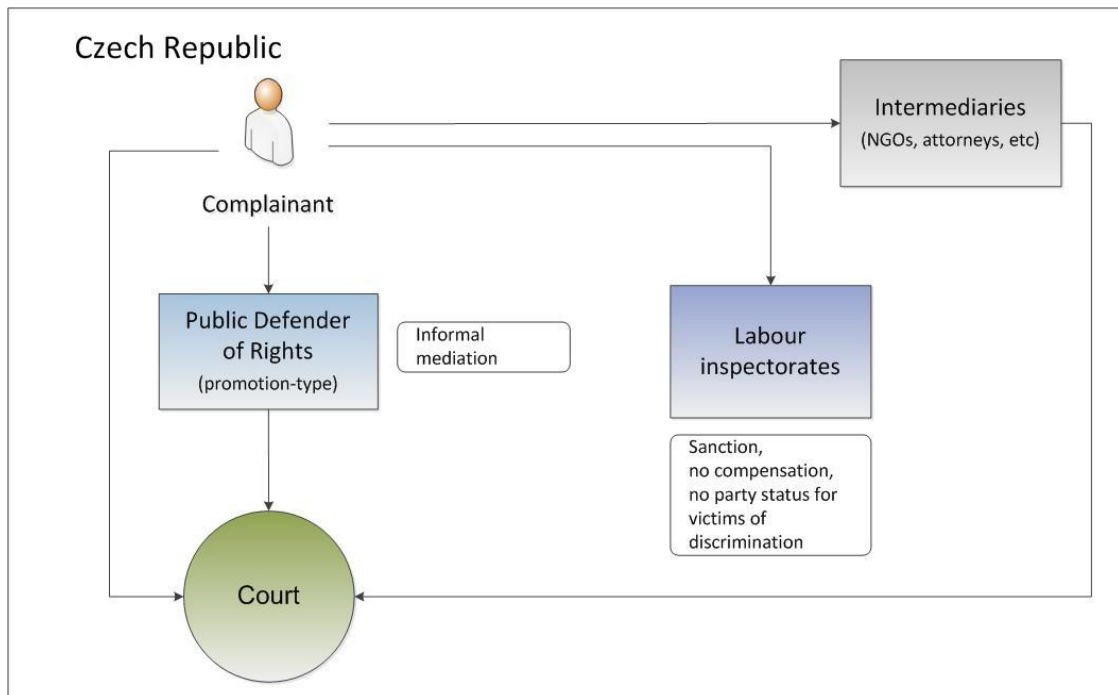 Czech Republic
Intermediaries
(NGOs, attorneys, etc)
Complainant
Public Defender
of Rights
(promotion-type)
Informal
mediation
Labour
inspectorates
Sanction,
no compensation,
no party status for
victims of
discrimination
Court